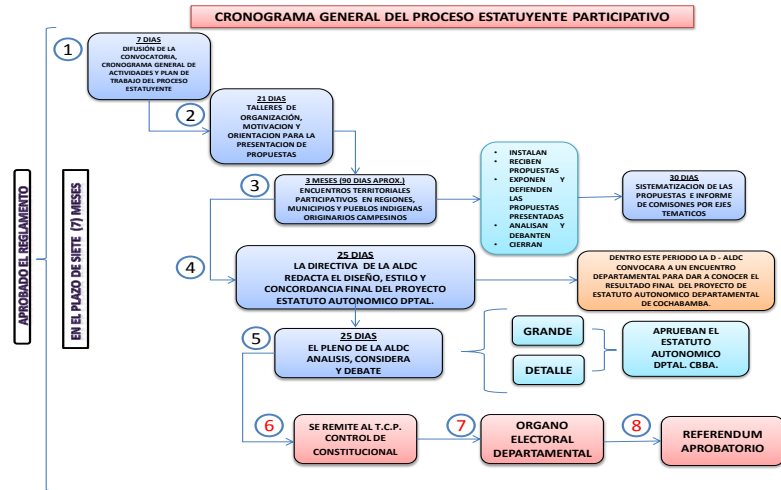 CRONOGRAMA GENERAL DEL PROCESO ESTATUYENTE PARTICIPATIVO
APROBADO EL REGLAMENTO
EN EL PLAZO DE SIETE (7) MESES
1
7 DIAS
DIFUSIÓN DE LA
CONVOCATORIA,
CRONOGRAMA GENERAL DE
ACTIVIDADES Y PLAN DE
TRABAJO DEL PROCESO
ESTATUYENTE
2
21 DIAS
TALLERES DE
ORGANIZACIÓN,
MOTIVACION Y
ORIENTACION PARA LA
PRESENTACION DE
PROPUESTAS
3
3 MESES (90 DIAS APROX.)
ENCUENTROS TERRITORIALES
PARTICIPATIVOS EN REGIONES,
MUNICIPIOS Y PUEBLOS INDIGENAS
ORIGINARIOS CAMPESINOS
• INSTALAN
• RECIBEN
PROPUESTAS
• EXPONEN Y
DEFIENDEN
LAS
PROPUESTAS
PRESENTADAS
• ANALISAN Y
DEBANTEN
• CIERRAN
30 DIAS
SISTEMATIZACION DE LAS
PROPUESTAS E INFORME DE
COMISONES POR EJES
TEMATICOS
4
25 DIAS
LA DIRECTIVA DE LA ALDC
REDACTA EL DISEÑO, ESTILO Y
CONCORDANCIA FINAL DEL PROYECTO
ESTATUTO AUTONOMICO DPTAL.
DENTRO ESTE PERIODO LA D - ALDC
CONVOCARA A UN ENCUENTRO
DEPARTAMENTAL PARA DAR A CONOCER EL
RESULTADO FINAL DEL PROYECTO DE
ESTATUTO AUTONOMICO DEPARTAMENTAL
DE COCHABAMBA.
5
25 DIAS
EL PLENO DE LA ALDC
ANALISIS, CONSIDERA
Y DEBATE
GRANDE
DETALLE
APRUEBAN EL
ESTATUTO
AUTONOMICO
DPTAL. CBBA.
6
SE REMITE AL T.C.P.
CONTROL DE
CONSTITUCIONAL
7
ORGANO
ELECTORAL
DEPARTAMENTAL
8
REFERENDUM
APROBATORIO